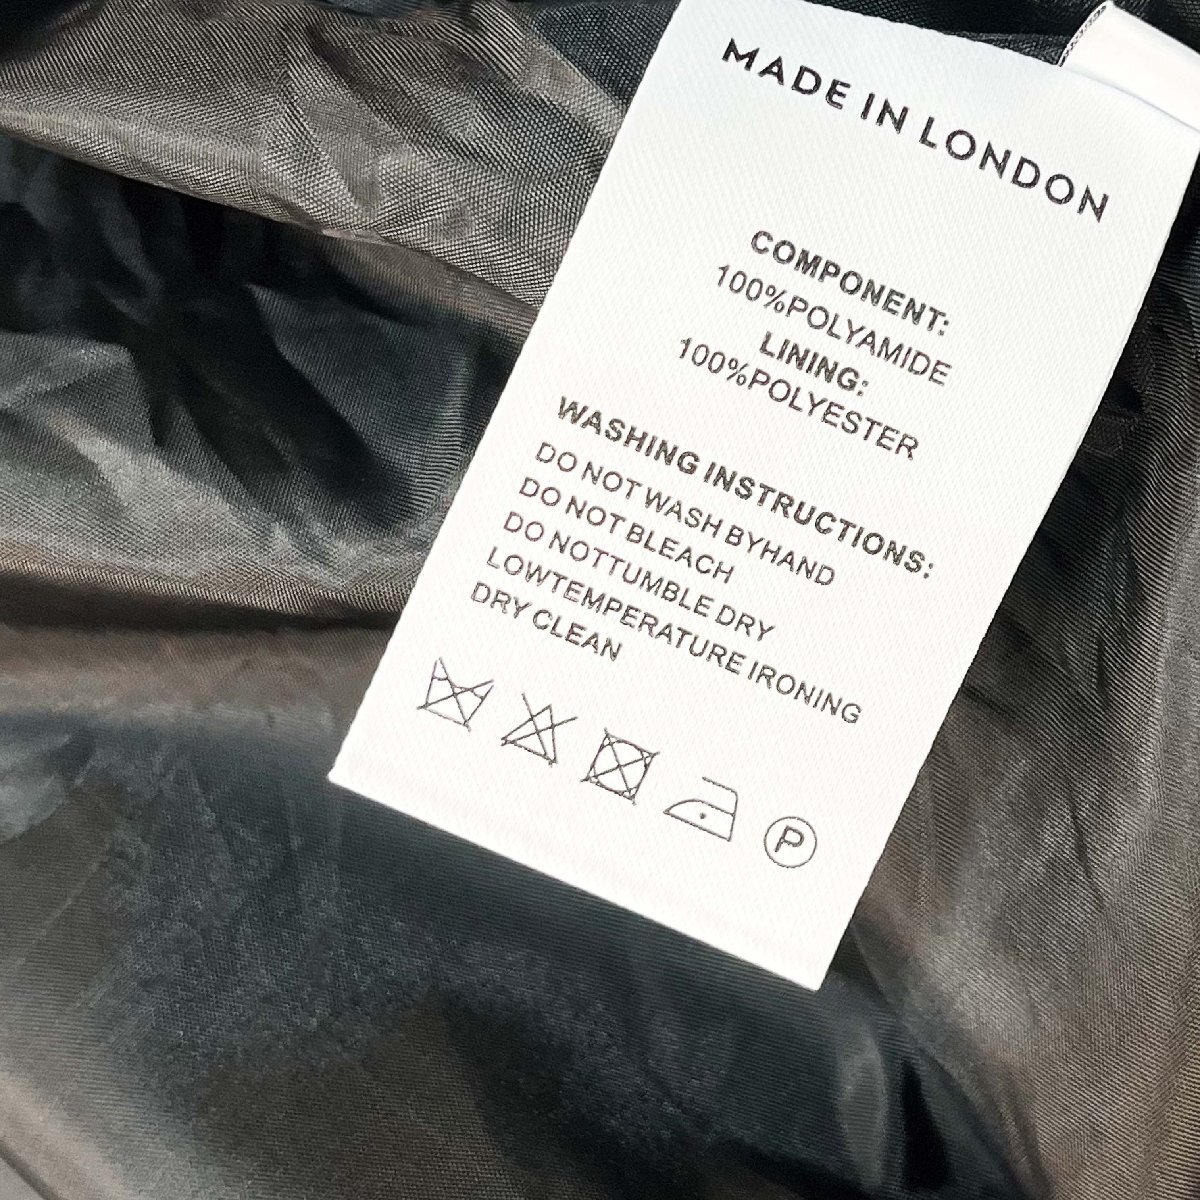 MADE IN LONDON
COMPONENT:
100%POLYAMIDE
LINING:
100%POLYESTER
WASHING INSTRUCTIONS:
DO NOT WASH BYHAND
DO NOT BLEACH
DO NOTTUMBLE DRY
LOWTEMPERATURE IRONING
DRY CLEAN
P